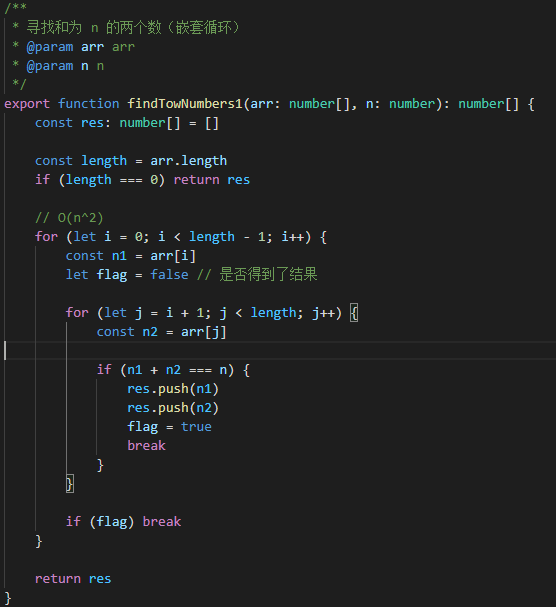 /**
 * 寻找和为 n 的两个数（嵌套循环）
 * @param arr arr
 * @param n n
 */
export function findTowNumbers1(arr: number[], n: number): number[] {
    const res: number[] = []
    const length = arr.length
    if (length === 0) return res
    // O(n^2)
    for (let i = 0; i < length - 1; i++) {
        const n1 = arr[i]
        let flag = false // 是否得到了结果
        for (let j = i + 1; j < length; j++) {
            const n2 = arr[j]
            if (n1 + n2 === n) {
                res.push(n1)
                res.push(n2)
                flag = true
                break
            }
        }
        if (flag) break
    }
    return res
}